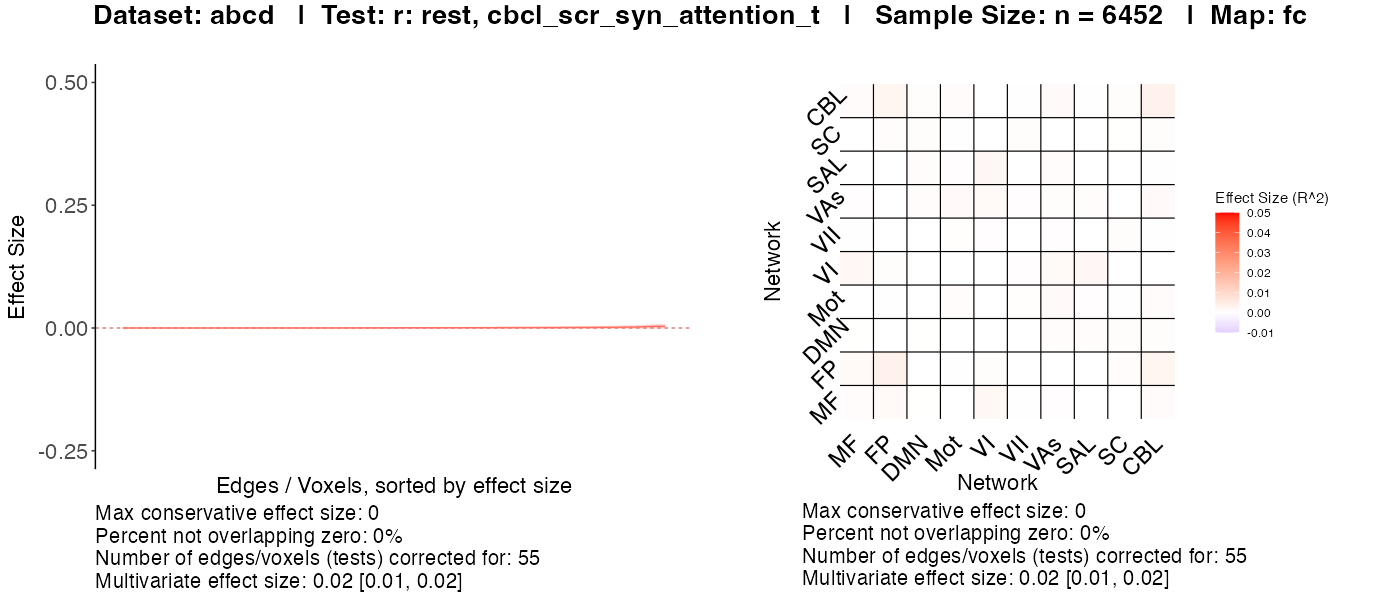 Dataset: abcd | Test: r: rest, cbcl_scr_syn_attention_t | Sample Size: n = 6452 | Map: fc
Effect Size
0.50
0.25
0.00
-0.25
Edges / Voxels, sorted by effect size
Max conservative effect size: 0
Percent not overlapping zero: 0%
Number of edges/voxels (tests) corrected for: 55
Multivariate effect size: 0.02 [0.01, 0.02]
Network
CBL
SC
SAL
VAs
VII
VI
Mot
DMN
FP
MF
MF FP DMN Mot VI VII VAs SAL SC CBL
Network
Max conservative effect size: 0
Percent not overlapping zero: 0%
Number of edges/voxels (tests) corrected for: 55
Multivariate effect size: 0.02 [0.01, 0.02]
Effect Size (R^2)
0.05
0.04
0.03
0.02
0.01
0.00
-0.01